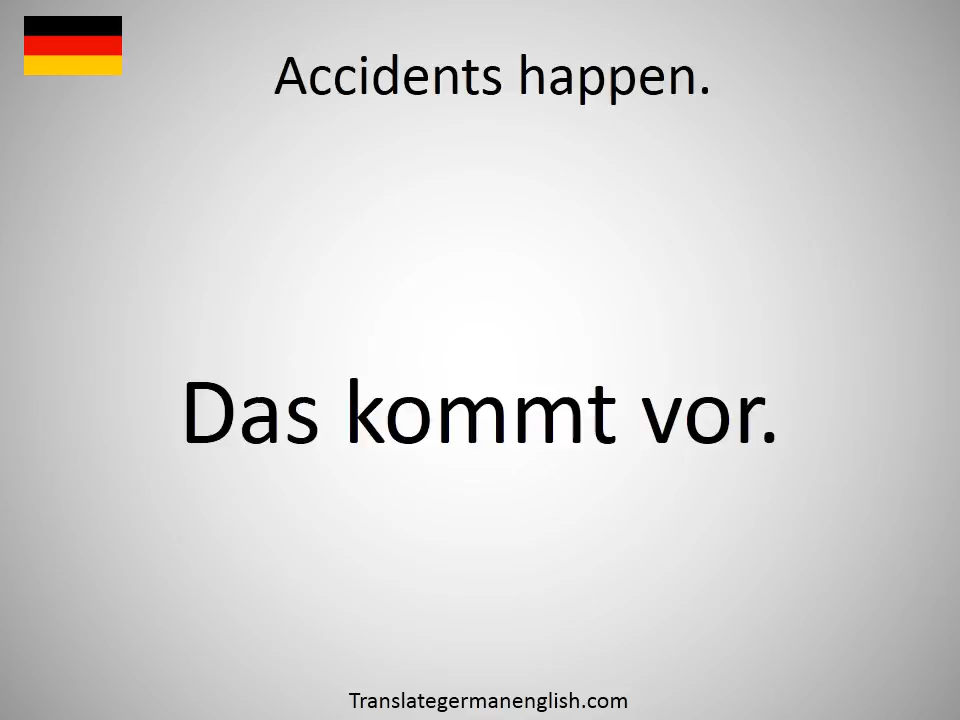 Accidents happen.
Das kommt vor.
Translategermanenglish.com